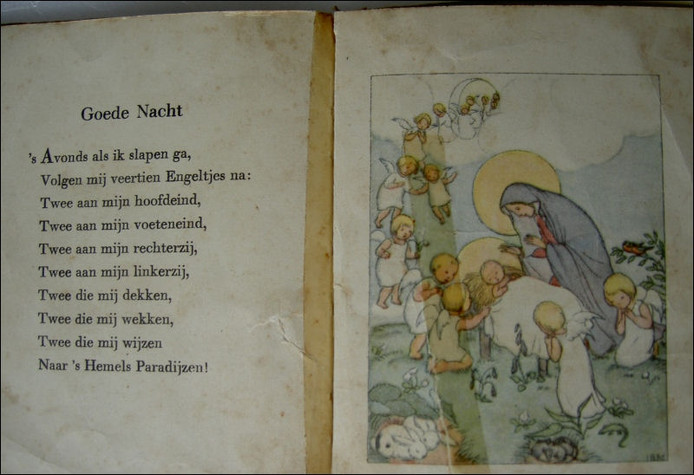 Goede Nacht
's Avonds als ik slapen ga,
Volgen mij veertien Engeltjes na:
Twee aan mijn hoofdeind,
Twee aan mijn voeteneind,
Twee aan mijn rechterzij,
Twee aan mijn linkerzij,
Twee die mij dekken,
Twee die mij wekken,
Twee die mij wijzen
Naar 's Hemels Paradijzen!